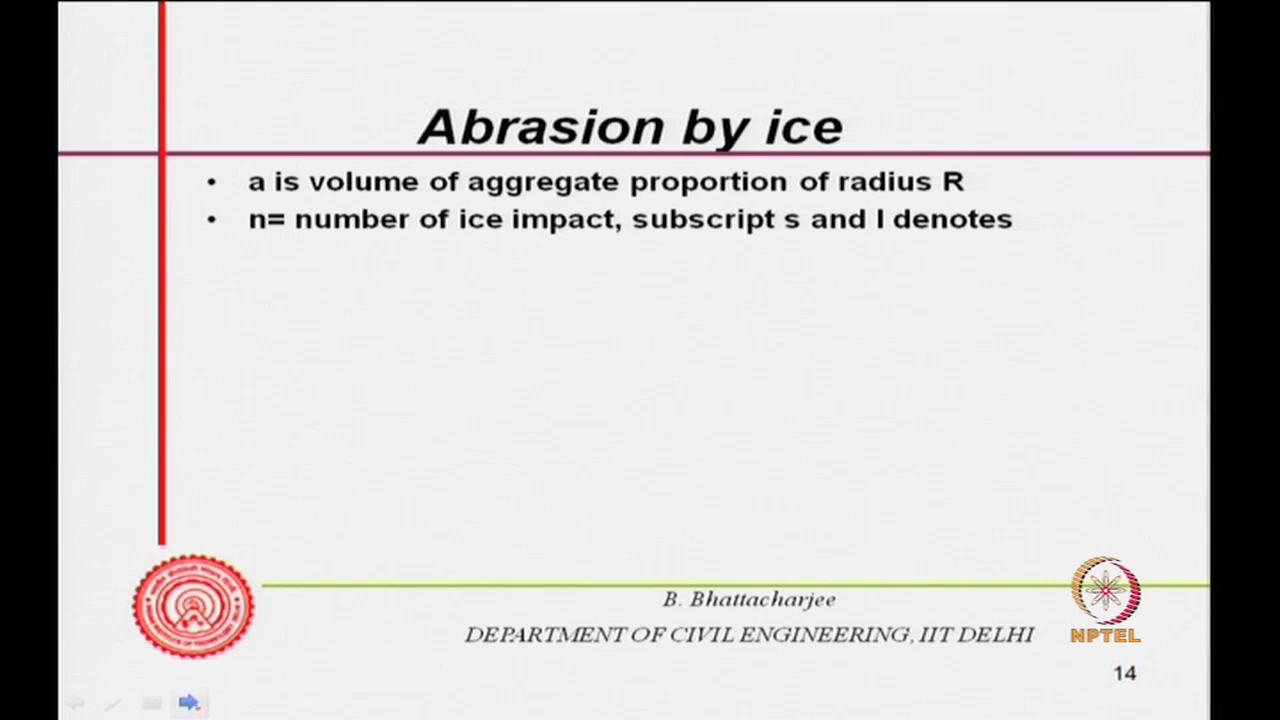 Abrasion by ice
• a is volume of aggregate proportion of radius R
• n= number of ice impact, subscript s and l denotes
B. Bhattacharjee
DEPARTMENT OF CIVIL ENGINEERING, IIT DELHI
NPTEL
14